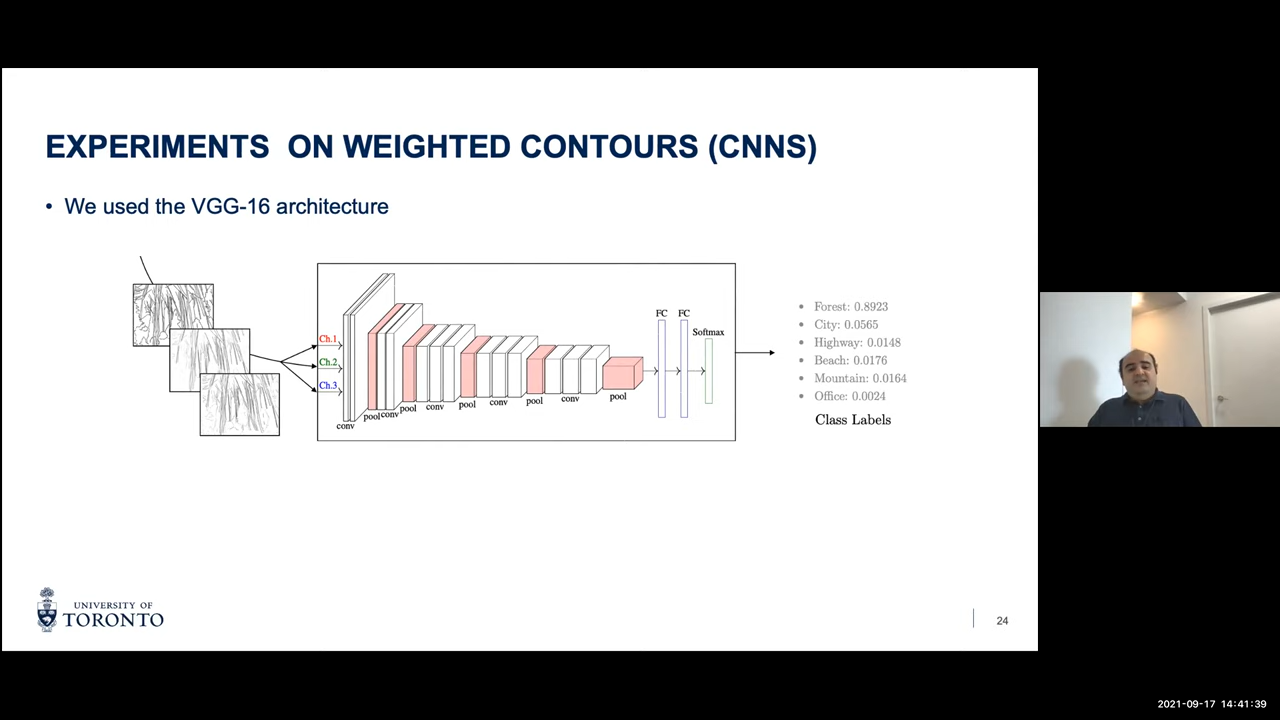 EXPERIMENTS  ON WEIGHTED CONTOURS (CNNS)
• We used the VGG-16 architecture
Ch.1
Ch.2
Ch.3
conv
pool
conv
pool
conv
pool
conv
pool
conv
pool
FC
FC
Softmax
• Forest: 0.8923
• City: 0.0565
• Highway: 0.0148
• Beach: 0.0176
• Mountain: 0.0164
• Office: 0.0024
Class Labels
UNIVERSITY OF
TORONTO
24
2021-09-17 14:41:39